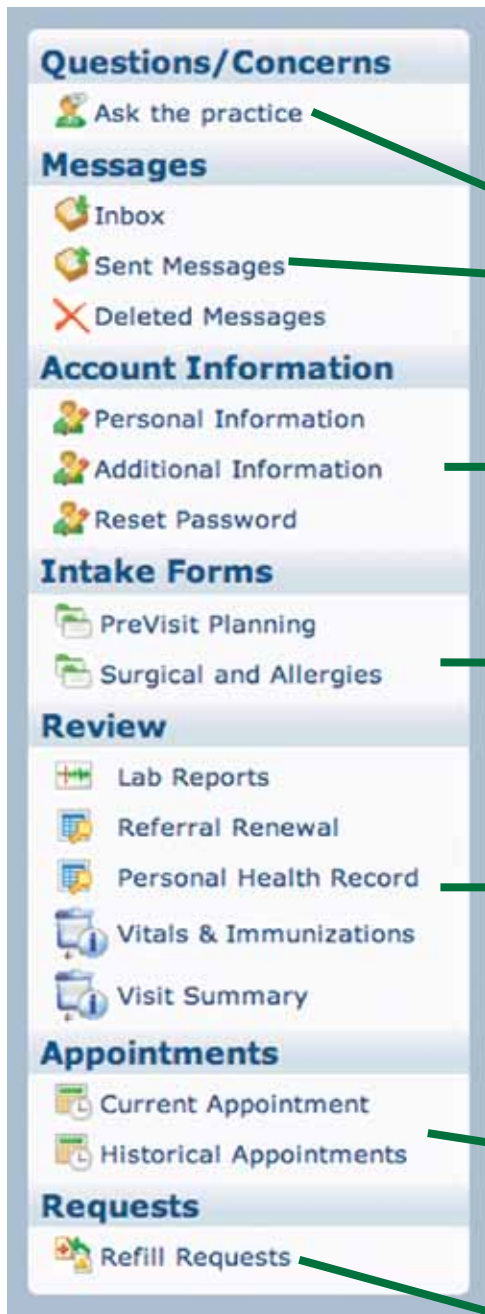 Questions/Concerns
Ask the practice
Messages
Inbox
Sent Messages
Deleted Messages
Account Information
Personal Information
Additional Information
Reset Password
Intake Forms
PreVisit Planning
Surgical and Allergies
Review
Lab Reports
Referral Renewal
Personal Health Record
Vitals & Immunizations
Visit Summary
Appointments
Current Appointment
Historical Appointments
Requests
Refill Requests